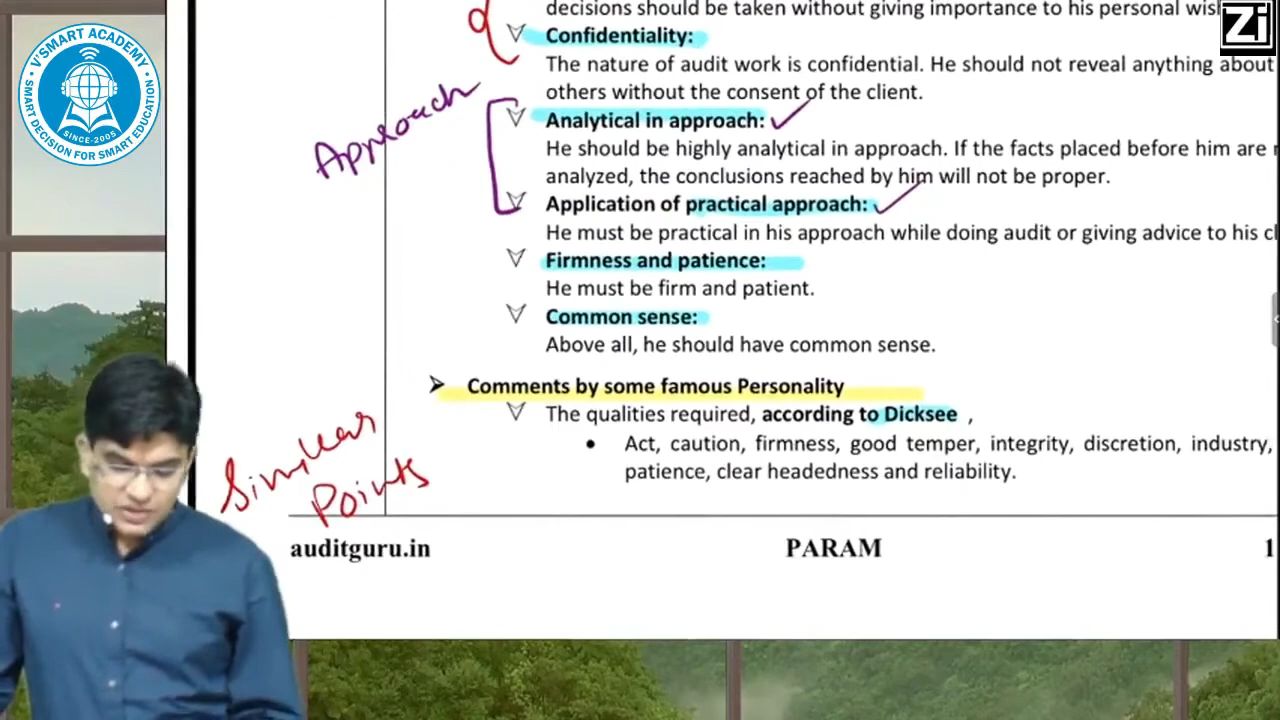 V'SMART ACADEMY
SINCE-2005
SMART DECISION FOR SMART EDUCATION
Zi
decisions should be taken without giving importance to his personal
Confidentiality:
The nature of audit work is confidential. He should not reveal anything about
others without the consent of the client.
Approach
Analytical in approach:
He should be highly analytical in approach. If the facts placed before him are
analyzed, the conclusions reached by him will not be proper.
Application of practical approach:
He must be practical in his approach while doing audit or giving advice to his
Firmness and patience:
He must be firm and patient.
Common sense:
Above all, he should have common sense.
Comments by some famous Personality
The qualities required, according to Dicksee ,
Act, caution, firmness, good temper, integrity, discretion, industry,
patience, clear headedness and reliability.
Similar
Points
auditguru.in PARAM 1